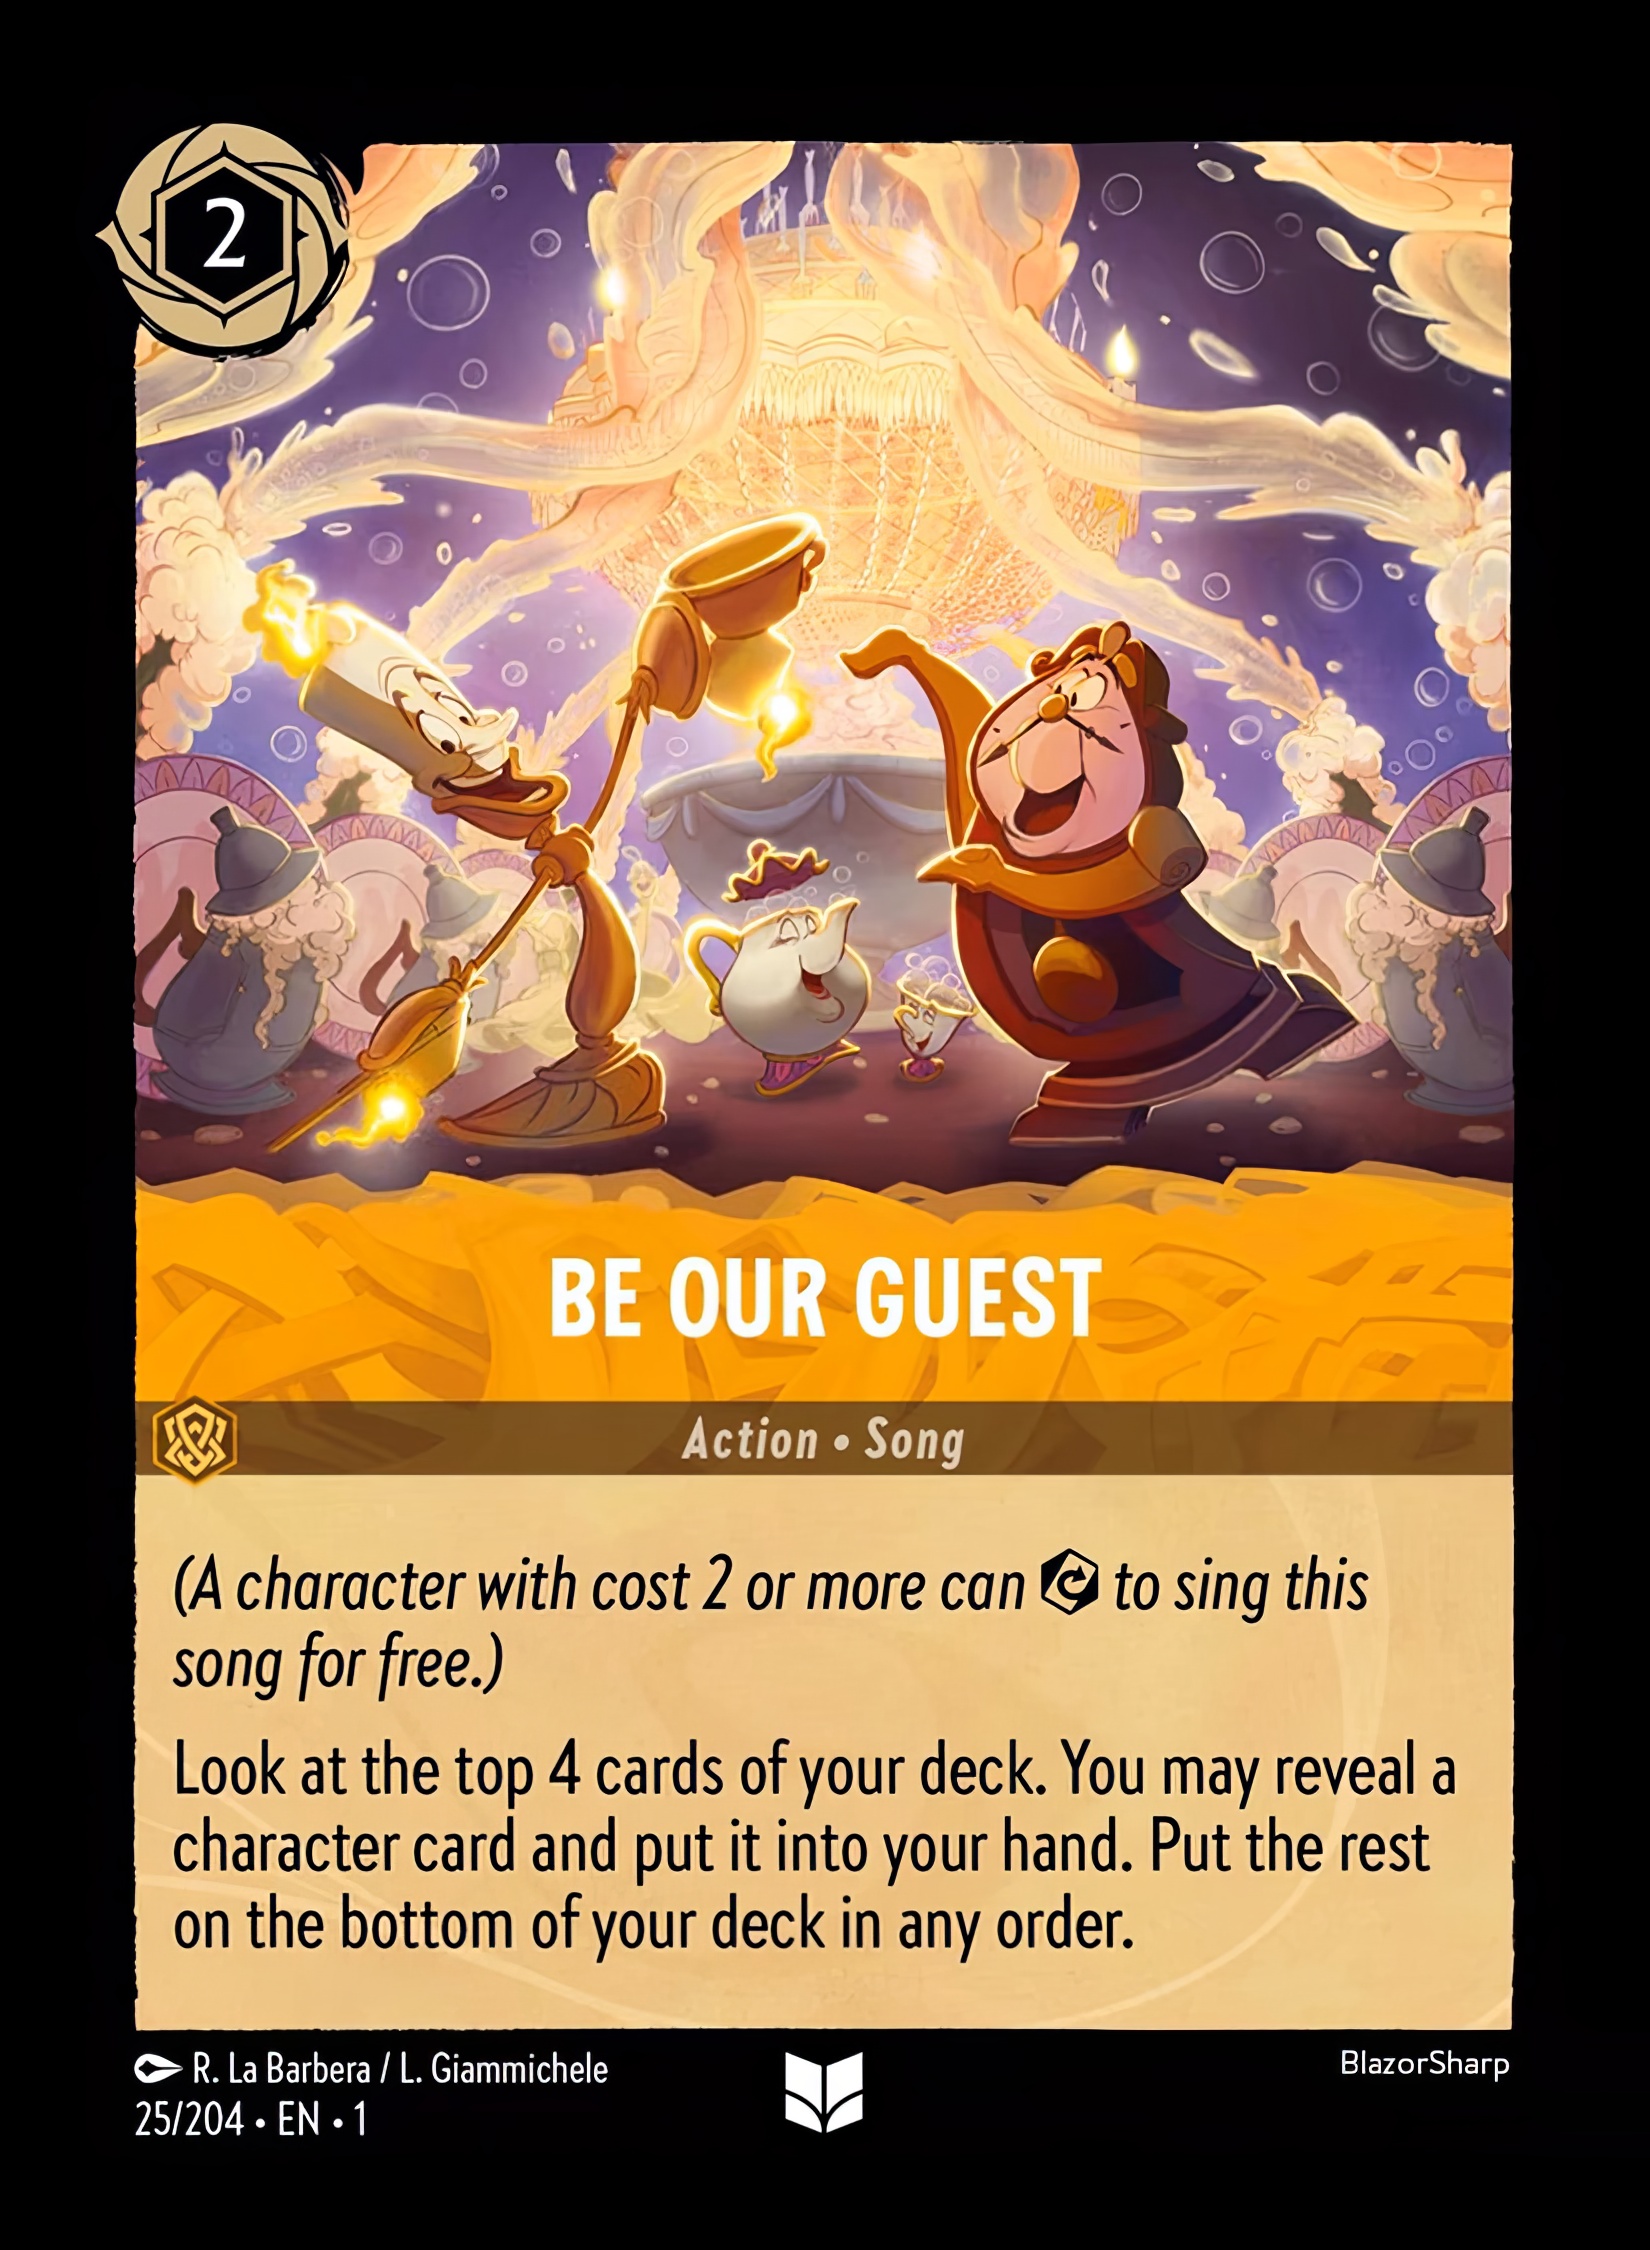 2
BE OUR GUEST
Action • Song
(A character with cost 2 or more can to sing this
song for free.)
Look at the top 4 cards of your deck. You may reveal a
character card and put it into your hand. Put the rest
on the bottom of your deck in any order.
R. La Barbera / L. Giammichele
BlazorSharp
25/204 • EN • 1